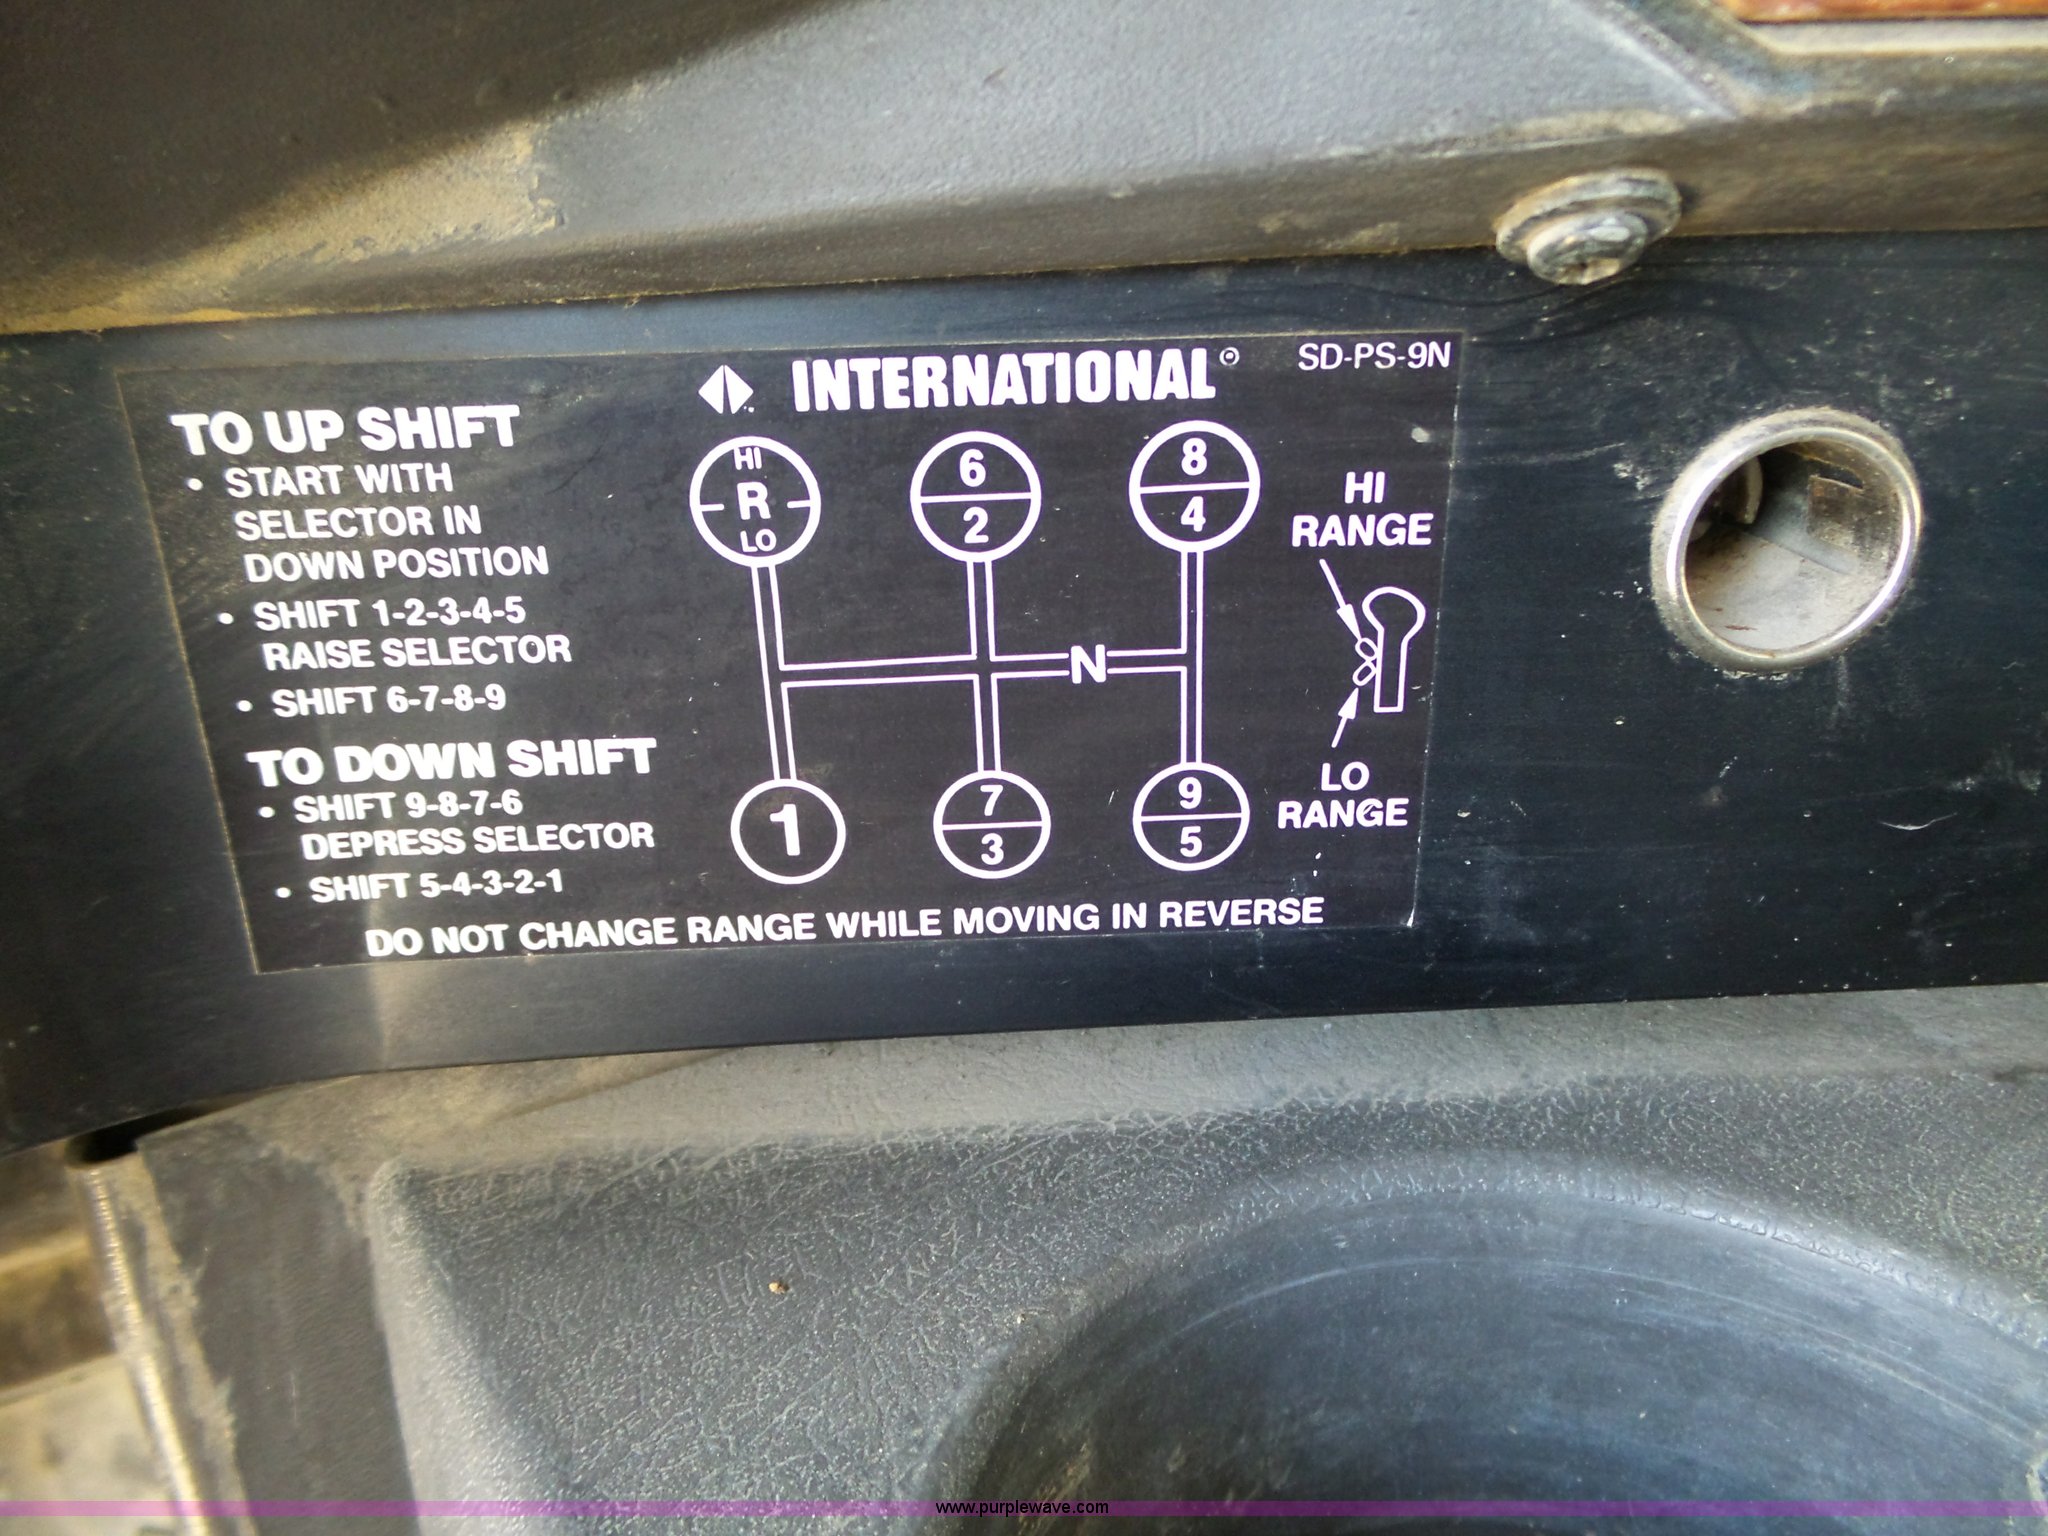 INTERNATIONAL®
SD-PS-9N
TO UP SHIFT
• START WITH
SELECTOR IN
DOWN POSITION
• SHIFT 1-2-3-4-5
RAISE SELECTOR
• SHIFT 6-7-8-9
TO DOWN SHIFT
• SHIFT 9-8-7-6
DEPRESS SELECTOR
• SHIFT 5-4-3-2-1
HI
R
LO
6
2
8
4
N
1
7
3
9
5
HI
RANGE
LO
RANGE
DO NOT CHANGE RANGE WHILE MOVING IN REVERSE
www.purplewave.com